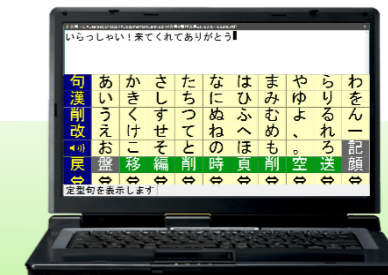 いらっしゃい！来てくれてありがとう
句 あ か さ た な は ま や ら わ
漢 い き し ち に ひ み ゆ り を
削 う く す つ ぬ ふ む よ る ん
改 え け せ て ね へ め 、 れ ー
お こ そ と の ほ も 。 ろ 記
戻 盤 移 編 削 時 頁 削 空 送 顔
⇔ ⇔ ⇔ ⇔ ⇔ ⇔ ⇔ ⇔ ⇔ ⇔ ⇔
定型句を表示します